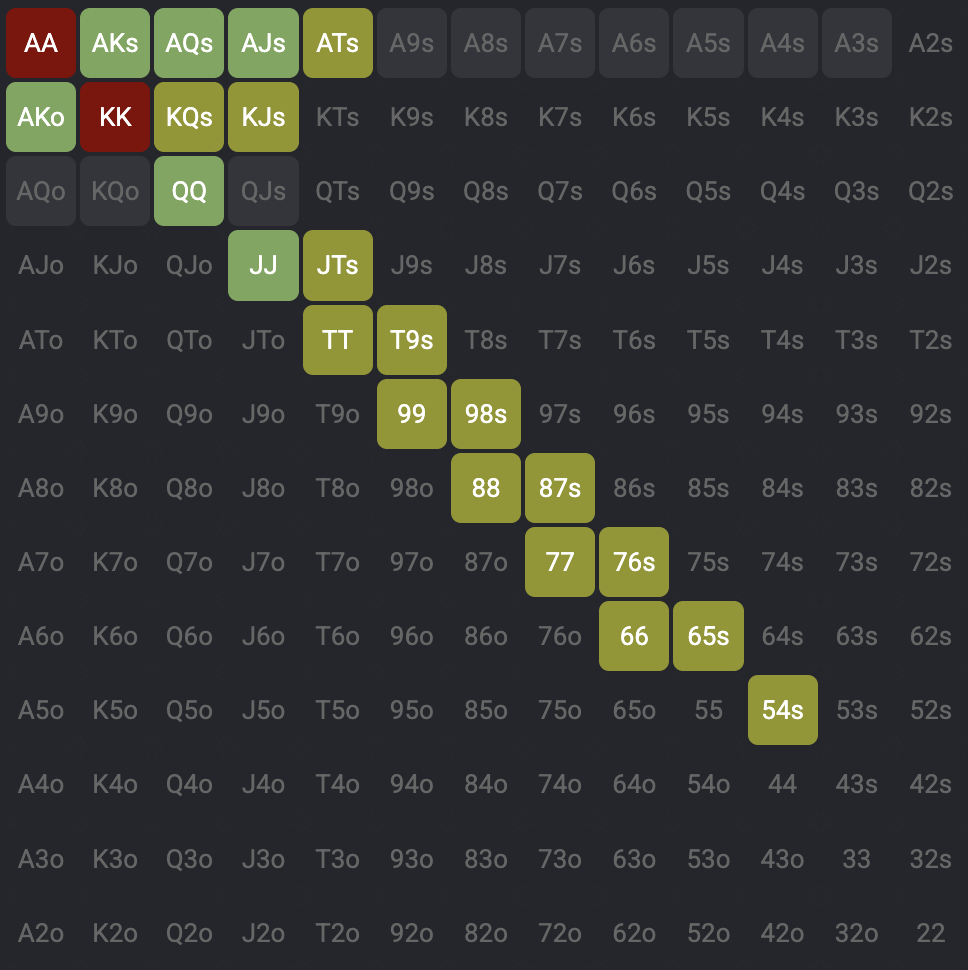 AA AKs AQs AJs ATs A9s A8s A7s A6s A5s A4s A3s A2s
AKo KK KQs KJs KTs K9s K8s K7s K6s K5s K4s K3s K2s
AQo KQo QQ QJs QTs Q9s Q8s Q7s Q6s Q5s Q4s Q3s Q2s
AJo KJo QJo JJ JTs J9s J8s J7s J6s J5s J4s J3s J2s
ATo KTo QTo JTo TT T9s T8s T7s T6s T5s T4s T3s T2s
A9o K9o Q9o J9o T9o 99 98s 97s 96s 95s 94s 93s 92s
A8o K8o Q8o J8o T8o 98o 88 87s 86s 85s 84s 83s 82s
A7o K7o Q7o J7o T7o 97o 87o 77 76s 75s 74s 73s 72s
A6o K6o Q6o J6o T6o 96o 86o 76o 66 65s 64s 63s 62s
A5o K5o Q5o J5o T5o 95o 85o 75o 65o 55 54s 53s 52s
A4o K4o Q4o J4o T4o 94o 84o 74o 64o 54o 44 43s 42s
A3o K3o Q3o J3o T3o 93o 83o 73o 63o 53o 43o 33 32s
A2o K2o Q2o J2o T2o 92o 82o 72o 62o 52o 42o 32o 22